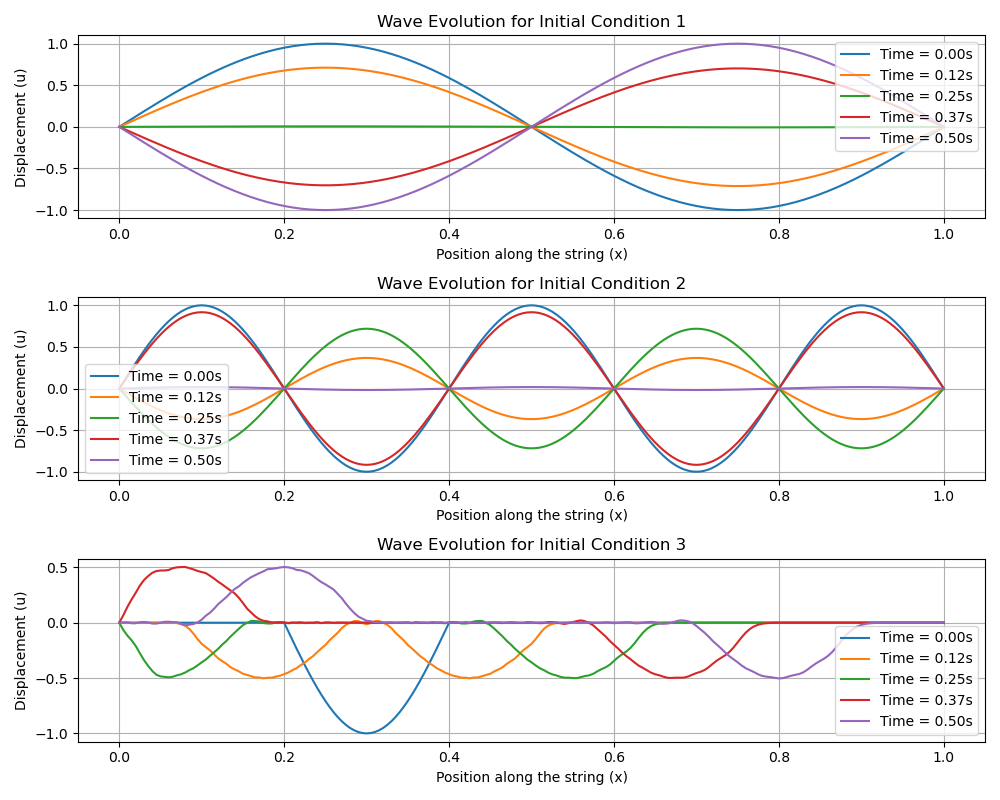 Wave Evolution for Initial Condition 1
Displacement (u)
1.0
0.5
0.0
−0.5
−1.0
Time = 0.00s
Time = 0.12s
Time = 0.25s
Time = 0.37s
Time = 0.50s
0.0 0.2 0.4 0.6 0.8 1.0
Position along the string (x)
Wave Evolution for Initial Condition 2
Displacement (u)
1.0
0.5
0.0
−0.5
−1.0
Time = 0.00s
Time = 0.12s
Time = 0.25s
Time = 0.37s
Time = 0.50s
0.0 0.2 0.4 0.6 0.8 1.0
Position along the string (x)
Wave Evolution for Initial Condition 3
Displacement (u)
0.5
0.0
−0.5
−1.0
Time = 0.00s
Time = 0.12s
Time = 0.25s
Time = 0.37s
Time = 0.50s
0.0 0.2 0.4 0.6 0.8 1.0
Position along the string (x)